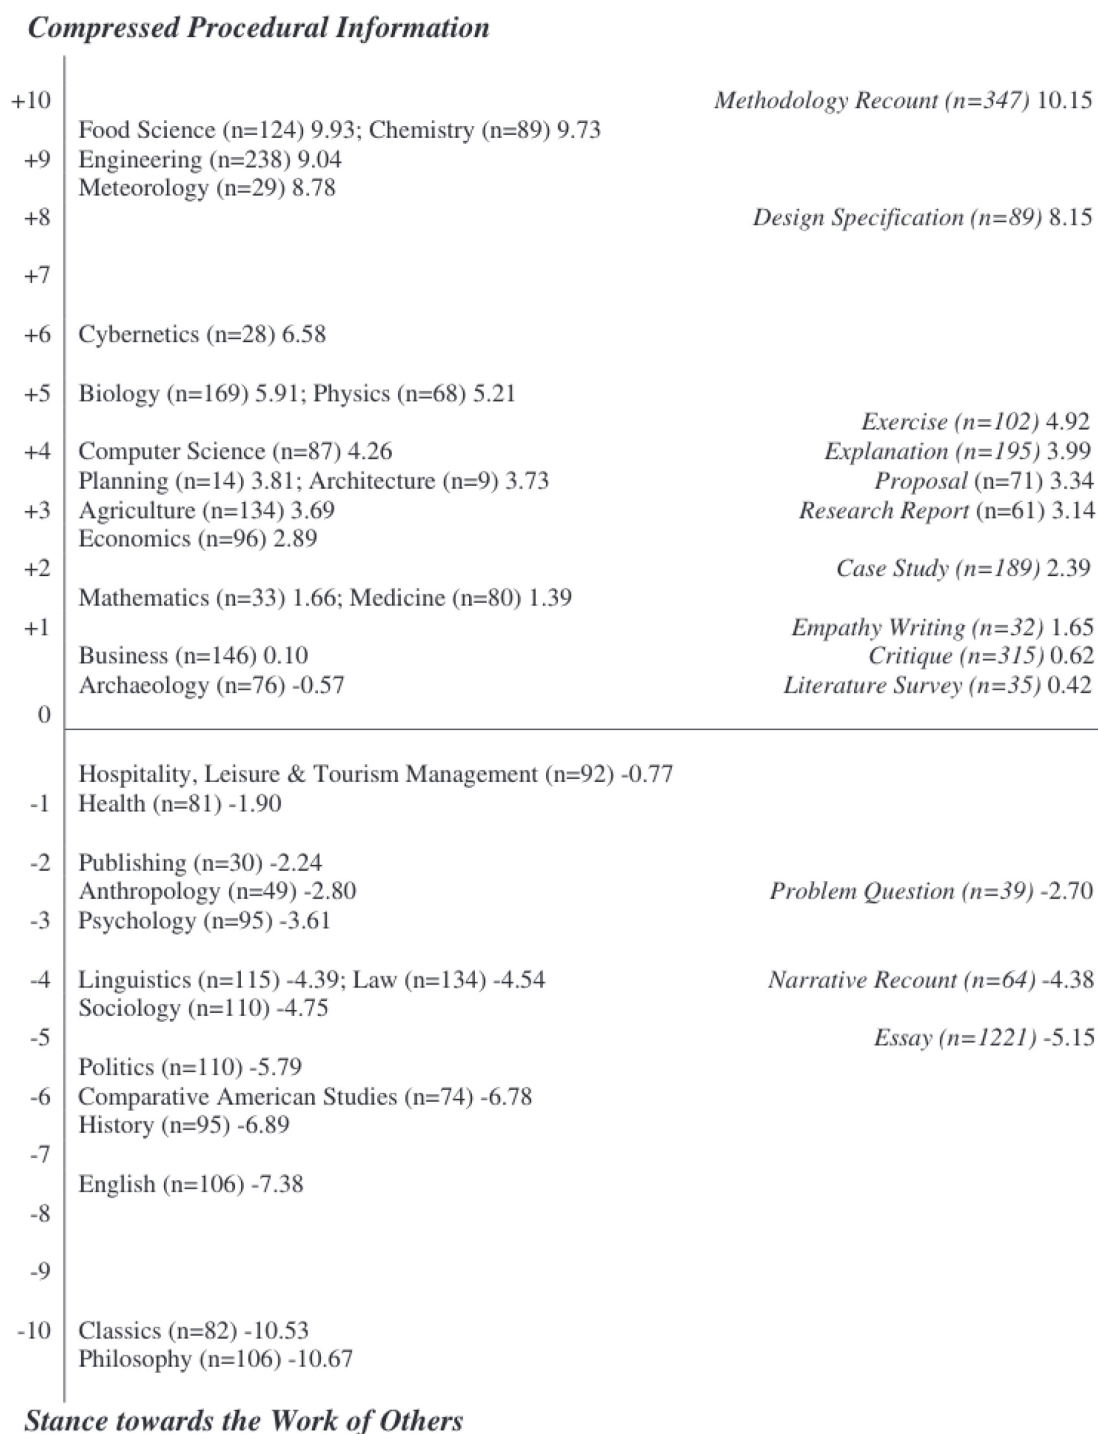 Compressed Procedural Information
+10 Methodology Recount (n=347) 10.15
Food Science (n=124) 9.93; Chemistry (n=89) 9.73
+9 Engineering (n=238) 9.04
Meteorology (n=29) 8.78
+8 Design Specification (n=89) 8.15
+7
+6 Cybernetics (n=28) 6.58
+5 Biology (n=169) 5.91; Physics (n=68) 5.21
Exercise (n=102) 4.92
+4 Computer Science (n=87) 4.26 Explanation (n=195) 3.99
Planning (n=14) 3.81; Architecture (n=9) 3.73 Proposal (n=71) 3.34
+3 Agriculture (n=134) 3.69 Research Report (n=61) 3.14
Economics (n=96) 2.89
+2 Case Study (n=189) 2.39
Mathematics (n=33) 1.66; Medicine (n=80) 1.39
+1 Empathy Writing (n=32) 1.65
Business (n=146) 0.10 Critique (n=315) 0.62
Archaeology (n=76) -0.57 Literature Survey (n=35) 0.42
0
Hospitality, Leisure & Tourism Management (n=92) -0.77
-1 Health (n=81) -1.90
-2 Publishing (n=30) -2.24
Anthropology (n=49) -2.80 Problem Question (n=39) -2.70
-3 Psychology (n=95) -3.61
-4 Linguistics (n=115) -4.39; Law (n=134) -4.54 Narrative Recount (n=64) -4.38
Sociology (n=110) -4.75
-5 Essay (n=1221) -5.15
Politics (n=110) -5.79
-6 Comparative American Studies (n=74) -6.78
History (n=95) -6.89
-7
English (n=106) -7.38
-8
-9
-10 Classics (n=82) -10.53
Philosophy (n=106) -10.67
Stance towards the Work of Others